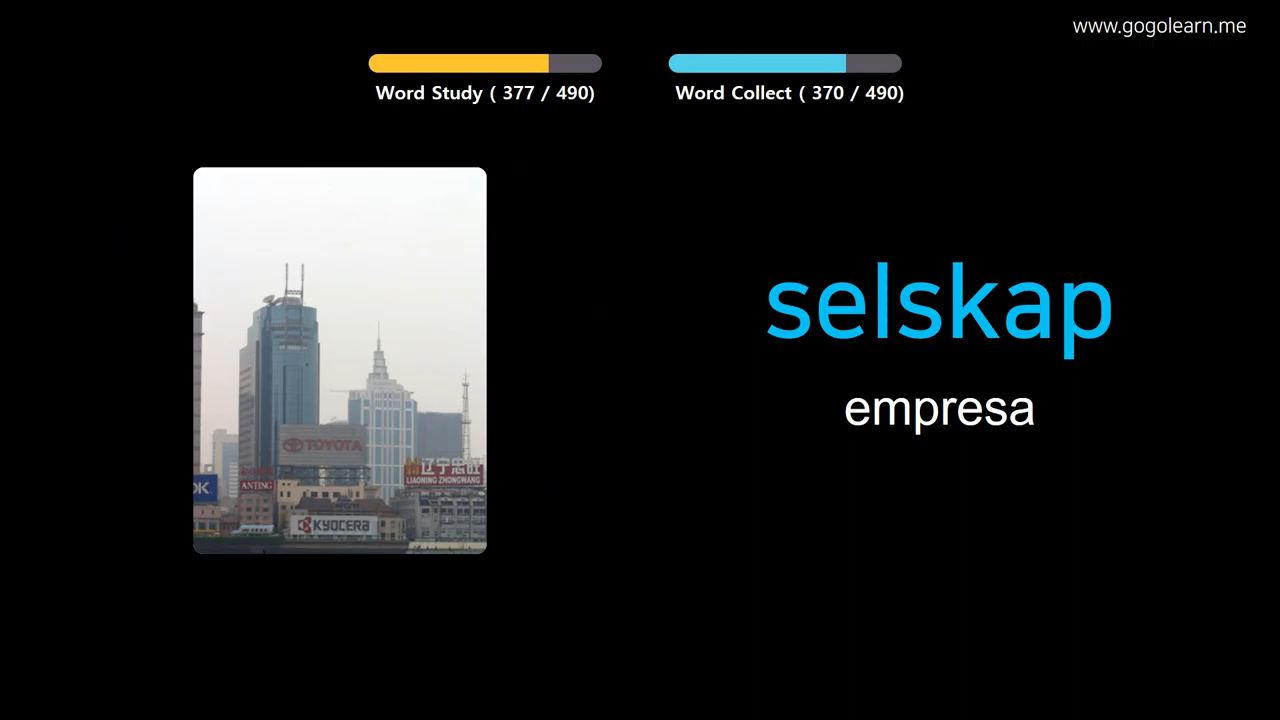 www.gogolearn.me
Word Study ( 377 / 490)
Word Collect ( 370 / 490)
selskap
empresa
TOYOTA
辽宁忠旺
LIAONING ZHONGWANG
OK
ANTING
KYOCERA